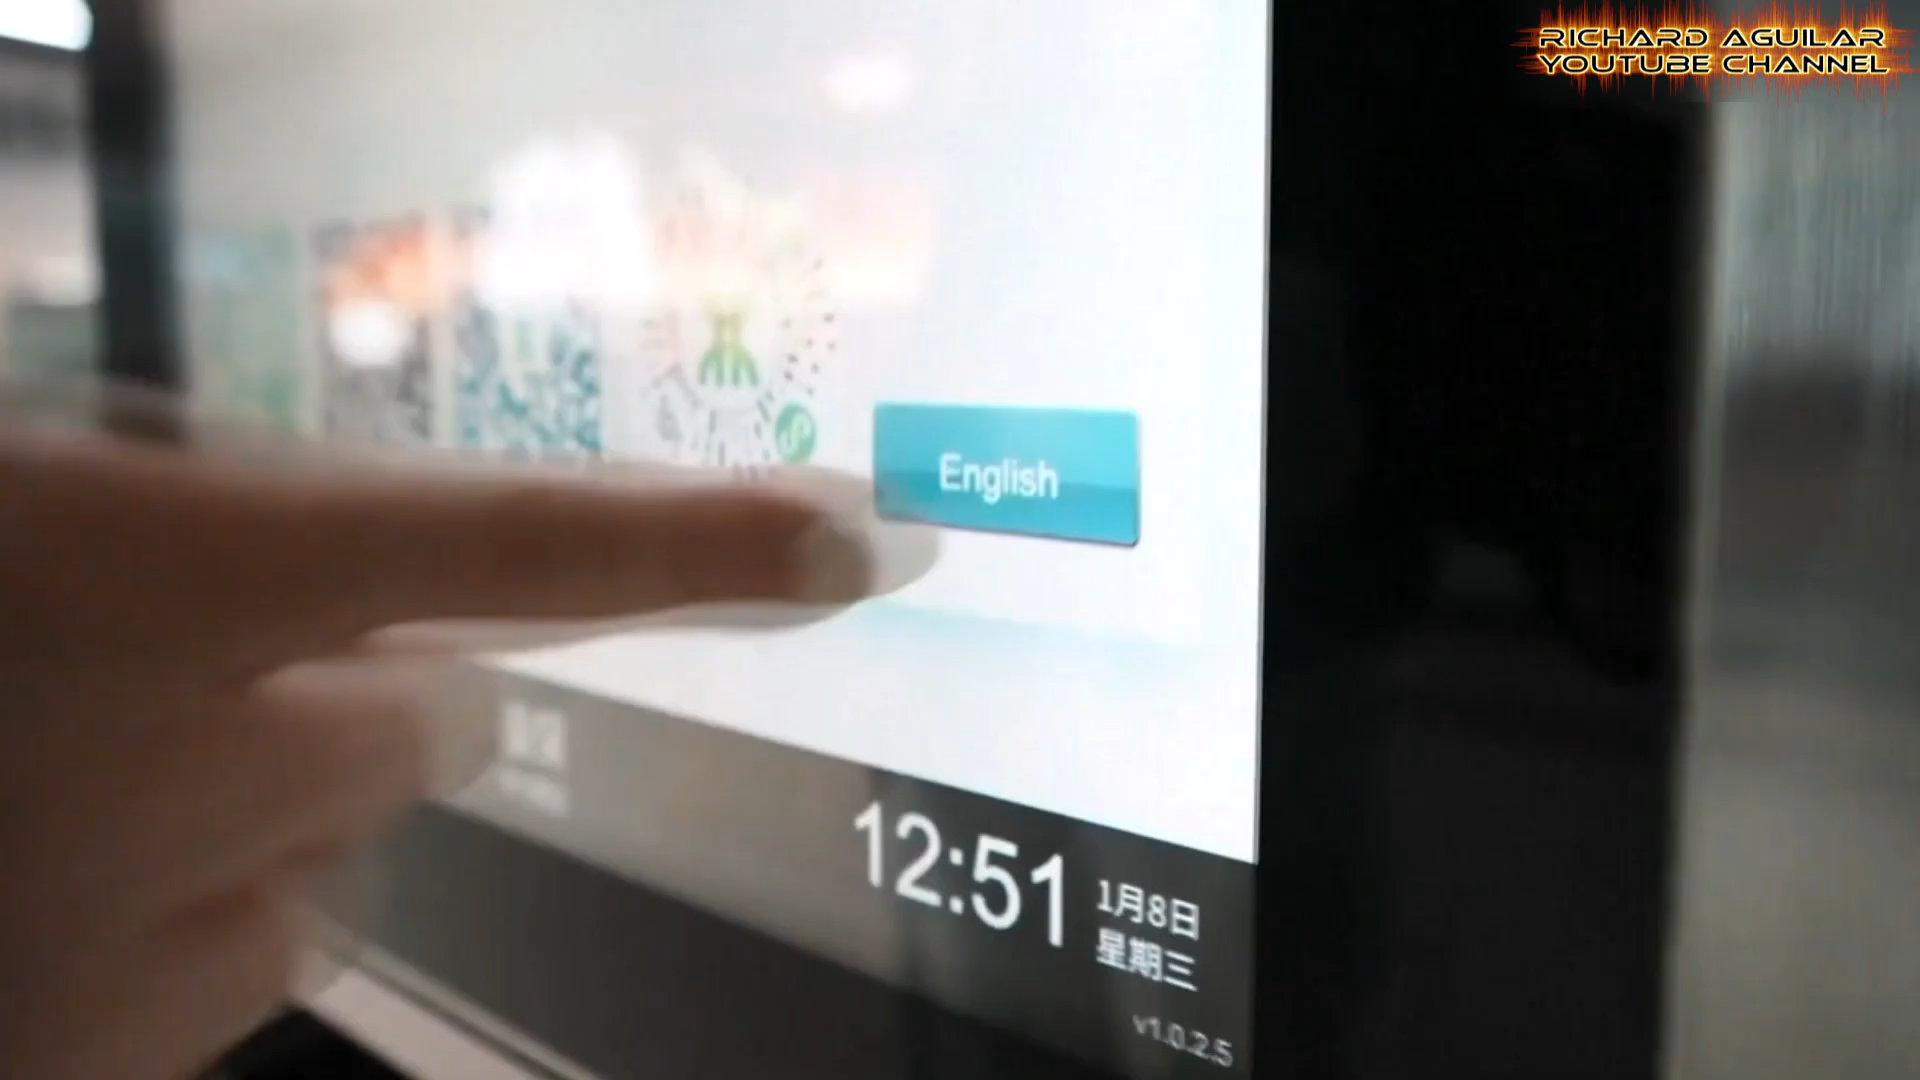 RICHARD AGUILAR
YOUTUBE CHANNEL
English
12:51
1月8日
星期三
v1.0.2.5